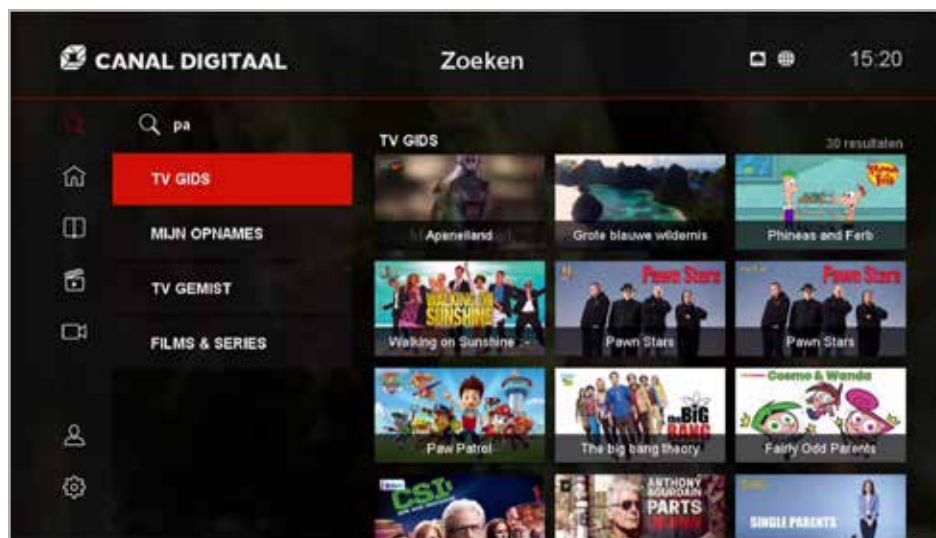 CANAL DIGITAAL
Zoeken
15:20
pa
TV GIDS
MIJN OPNAMES
TV GEMIST
FILMS & SERIES
TV GIDS
30 resultaten
Apeneiland
Grote blauwe wildernis
Phineas and Ferb
WALKING ON
SUNSHINE
Walking on Sunshine
Pawn Stars
Pawn Stars
Pawn Stars
Pawn Stars
Paw Patrol
the BiG
BANG
The big bang theory
Cosmo & Wanda
Fairly Odd Parents
CSI:
ANTHONY
BOURDAIN
PARTS
SINGLE PARENTS